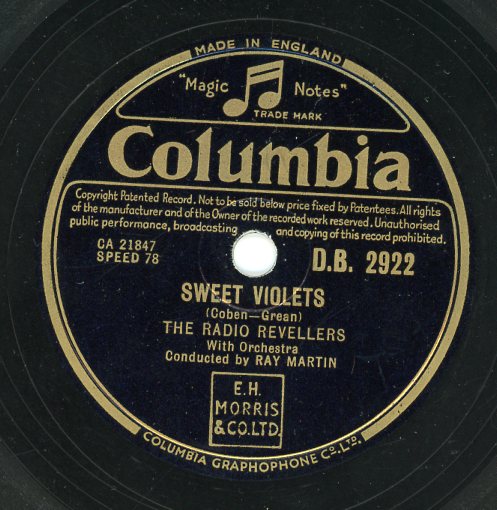 MADE IN ENGLAND
"Magic Notes"
TRADE MARK
Columbia
Copyright Patented Record. Not to be sold below price fixed by Patentees. All rights
of the manufacturer and of the Owner of the recorded work reserved. Unauthorised
public performance, broadcasting and copying of this record prohibited.
CA 21847
SPEED 78
D.B. 2922
SWEET VIOLETS
(Coben—Grean)
THE RADIO REVELLERS
With Orchestra
Conducted by RAY MARTIN
E.H.
MORRIS
& CO. LTD.
COLUMBIA GRAPHOPHONE Co. LTD.